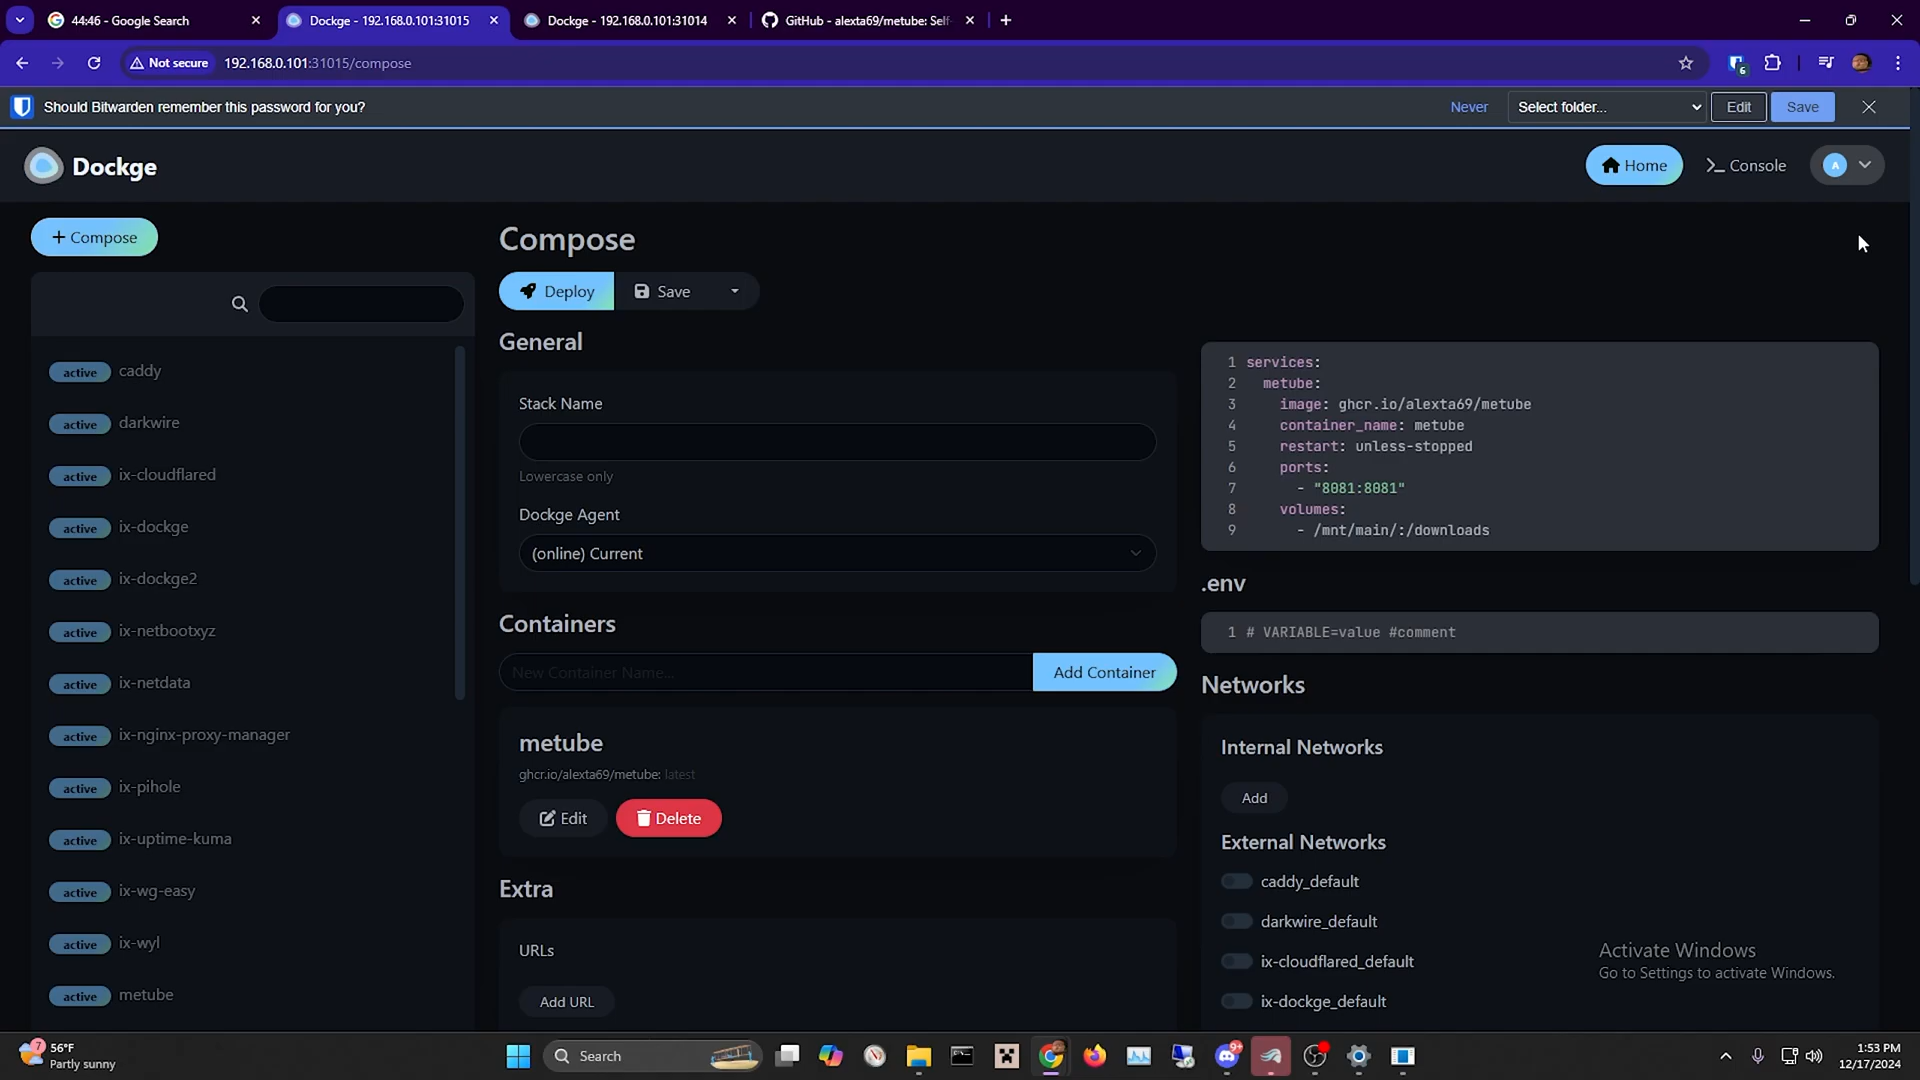 44:46 - Google Search
Dockge - 192.168.0.101:31015
Dockge - 192.168.0.101:31014
GitHub - alexta69/metube: Self-
Not secure
192.168.0.101:31015/compose
6
Should Bitwarden remember this password for you?
Never
Select folder...
Edit
Save
Dockge
Home
Console
A
+ Compose
Compose
Deploy
Save
General
Stack Name
Lowercase only
Dockge Agent
(online) Current
Containers
New Container Name...
Add Container
metube
ghcr.io/alexta69/metube: latest
Edit
Delete
Extra
URLs
Add URL
active caddy
active darkwire
active ix-cloudflared
active ix-dockge
active ix-dockge2
active ix-netbootxyz
active ix-netdata
active ix-nginx-proxy-manager
active ix-pihole
active ix-uptime-kuma
active ix-wg-easy
active ix-wyl
active metube
1 services:
2 metube:
3 image: ghcr.io/alexta69/metube
4 container_name: metube
5 restart: unless-stopped
6 ports:
7 - "8081:8081"
8 volumes:
9 - /mnt/main/:/downloads
.env
1 # VARIABLE=value #comment
Networks
Internal Networks
Add
External Networks
caddy_default
darkwire_default
ix-cloudflared_default
ix-dockge_default
Activate Windows
Go to Settings to activate Windows.
7
56°F
Partly sunny
Search
9+
1:53 PM
12/17/2024